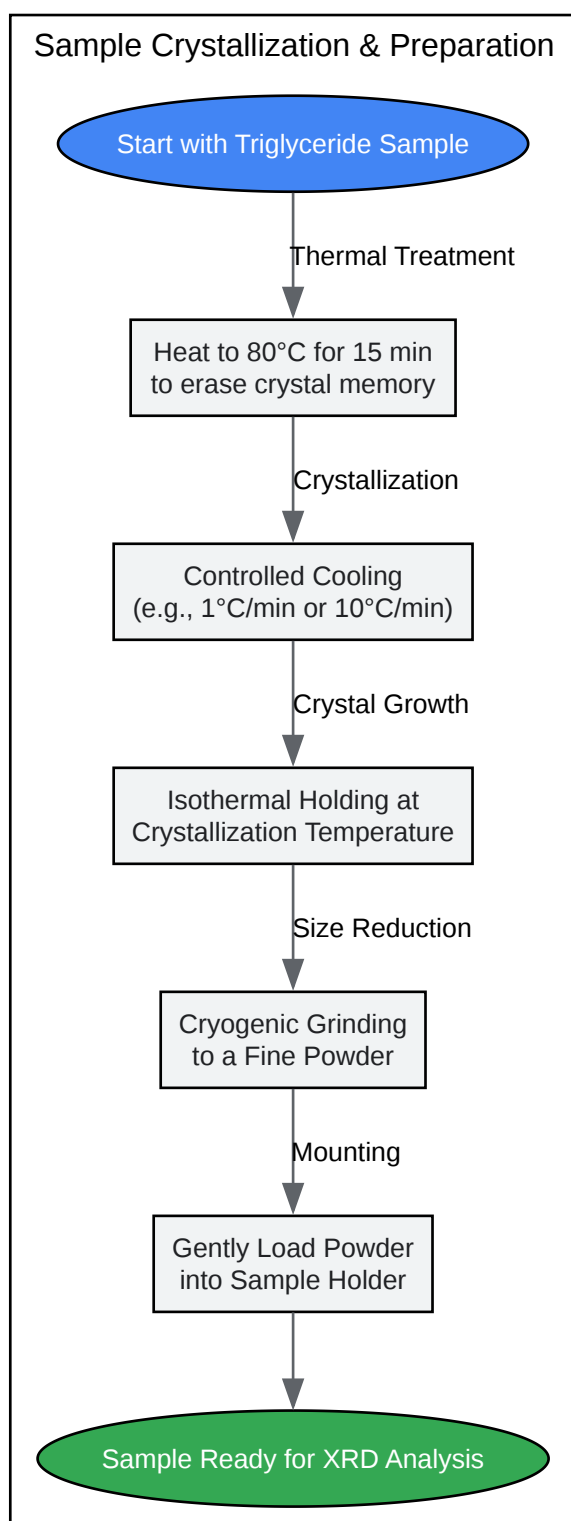 Sample Crystallization & Preparation
Start with Triglyceride Sample
Thermal Treatment
Heat to 80°C for 15 min
to erase crystal memory
Crystallization
Controlled Cooling
(e.g., 1°C/min or 10°C/min)
Crystal Growth
Isothermal Holding at
Crystallization Temperature
Size Reduction
Cryogenic Grinding
to a Fine Powder
Mounting
Gently Load Powder
into Sample Holder
Sample Ready for XRD Analysis